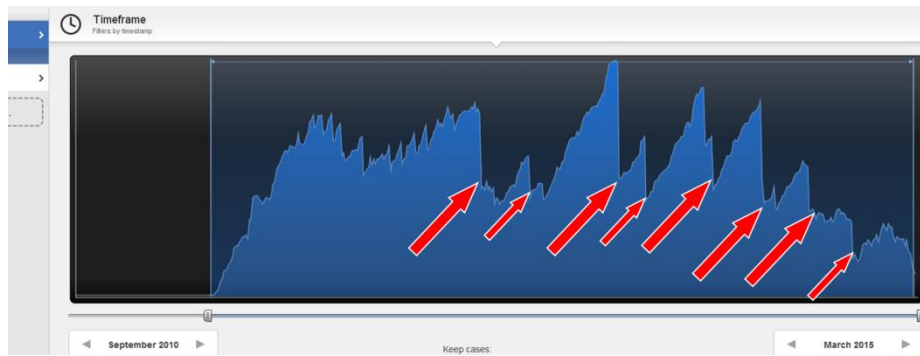 Timeframe
Filters by timestamp
September 2010
March 2015
Keep cases: